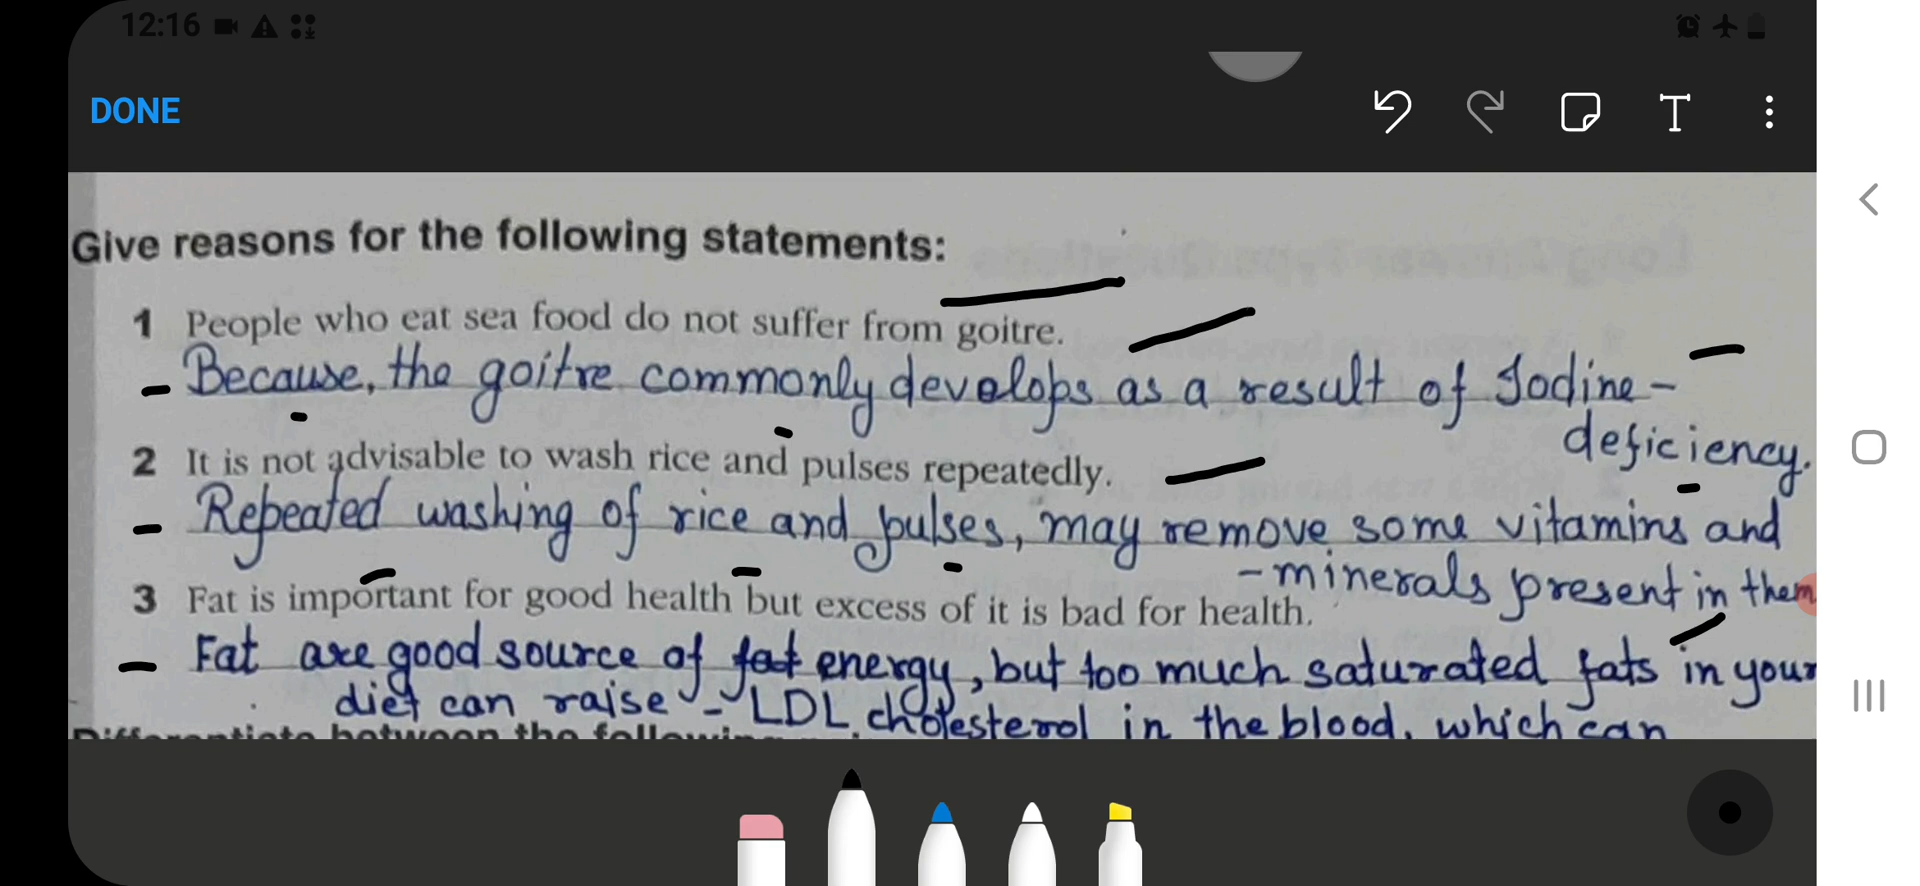 12:16
DONE
Give reasons for the following statements:
1 People who eat sea food do not suffer from goitre.
Because, the goitre commonly develops as a result of Iodine-
deficiency.
2 It is not advisable to wash rice and pulses repeatedly.
Repeated washing of rice and pulses, may remove some vitamins and
-minerals present in them
3 Fat is important for good health but excess of it is bad for health.
Fat are good source of fat energy, but too much saturated fats in your
diet can raise - LDL cholesterol in the blood, which can
Differentiate between the following